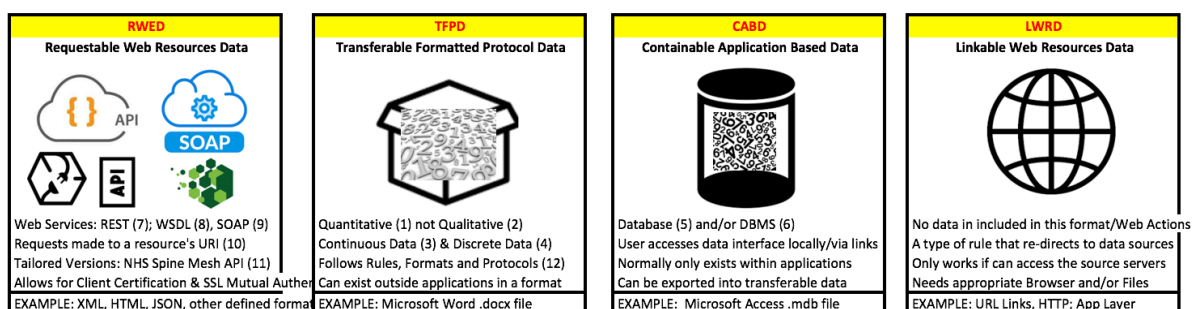 RWED
Requestable Web Resources Data
API
SOAP
API
Web Services: REST (7); WSDL (8), SOAP (9)
Requests made to a resource's URI (10)
Tailored Versions: NHS Spine Mesh API (11)
Allows for Client Certification & SSL Mutual Auther
EXAMPLE: XML, HTML, JSON, other defined format
TFPD
Transferable Formatted Protocol Data
Quantitative (1) not Qualitative (2)
Continuous Data (3) & Discrete Data (4)
Follows Rules, Formats and Protocols (12)
Can exist outside applications in a format
EXAMPLE: Microsoft Word .docx file
CABD
Containable Application Based Data
Database (5) and/or DBMS (6)
User accesses data interface locally/via links
Normally only exists within applications
Can be exported into transferable data
EXAMPLE: Microsoft Access .mdb file
LWRD
Linkable Web Resources Data
No data in included in this format/Web Actions
A type of rule that re-directs to data sources
Only works if can access the source servers
Needs appropriate Browser and/or Files
EXAMPLE: URL Links, HTTP; App Layer